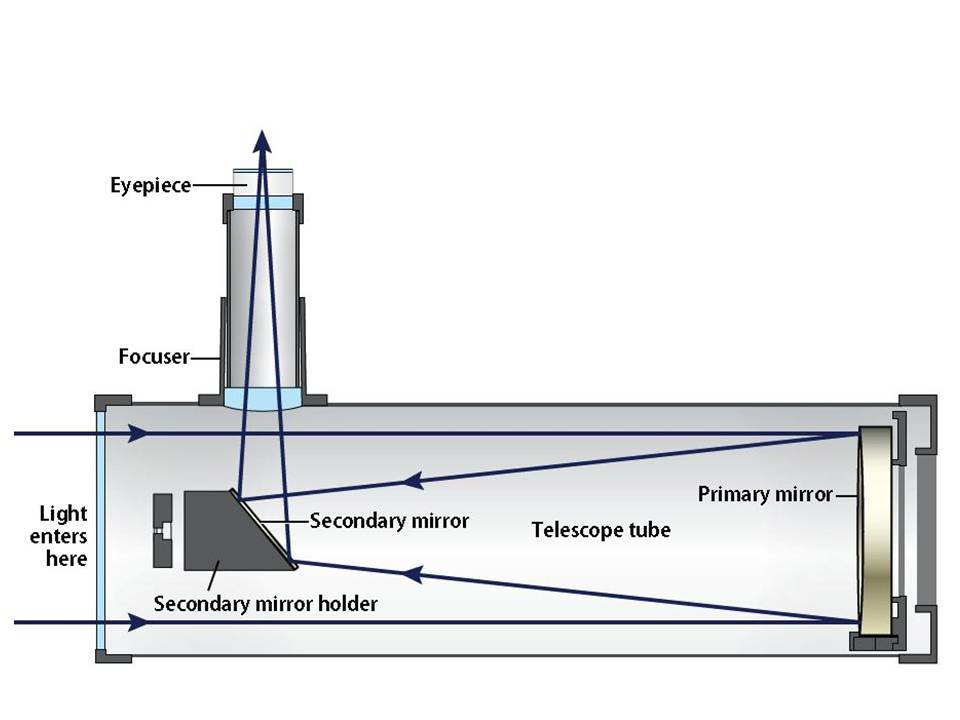 Eyepiece
Focuser
Light
enters
here
Primary mirror
Secondary mirror
Telescope tube
Secondary mirror holder